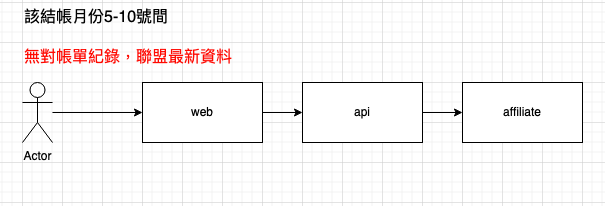 該結帳月份5-10號間
無對帳單紀錄，聯盟最新資料
web
api
affiliate
Actor